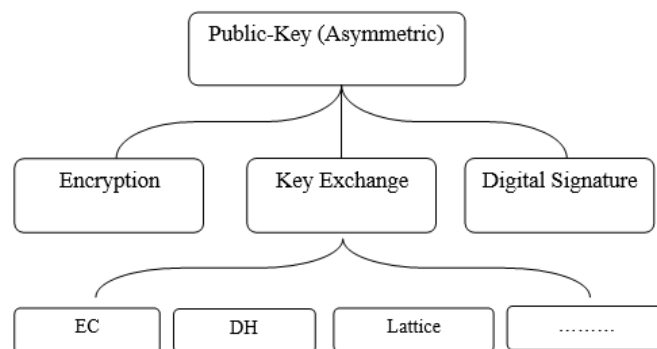 Public-Key (Asymmetric)
Encryption
Key Exchange
Digital Signature
EC
DH
Lattice
.........